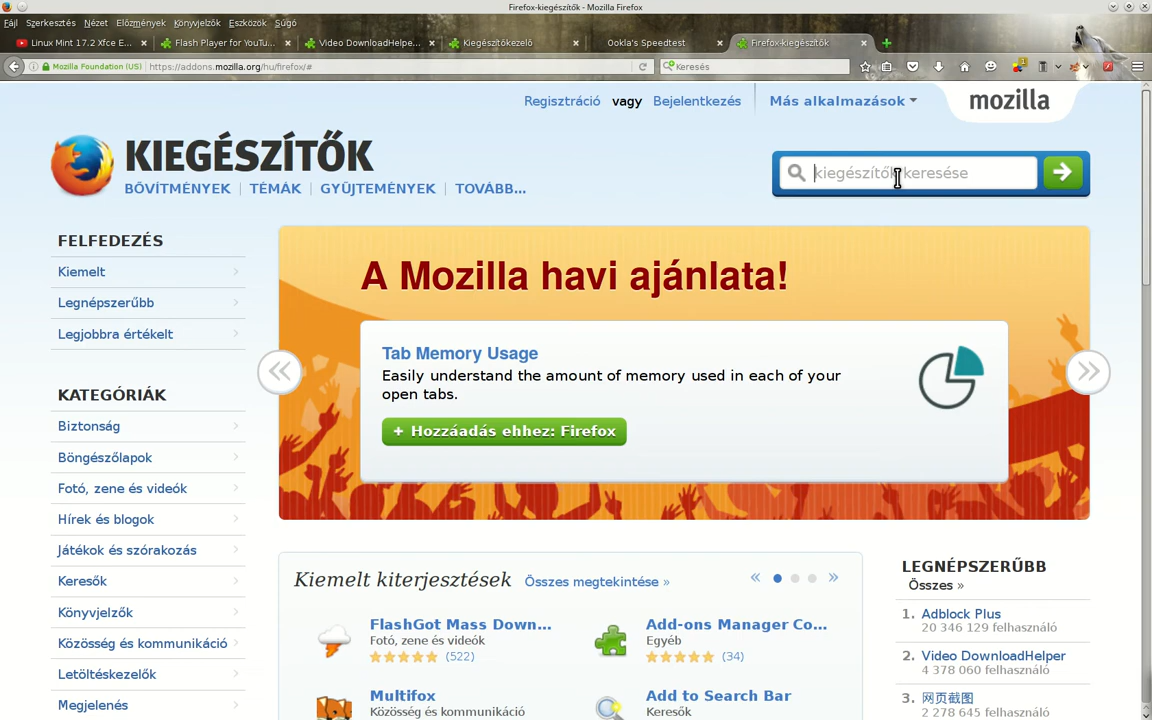 Firefox-kiegészítők - Mozilla Firefox
Fájl Szerkesztés Nézet Előzmények Könyvjelzők Eszközök Súgó
Linux Mint 17.2 Xfce E...
Flash Player for YouTu...
Video DownloadHelpe...
Kiegészítőkezelő
Ookla's Speedtest
Firefox-kiegészítők
Mozilla Foundation (US) https://addons.mozilla.org/hu/firefox/#
Keresés
Regisztráció vagy Bejelentkezés
Más alkalmazások
mozilla
KIEGÉSZÍTŐK
BŐVÍTMÉNYEK | TÉMÁK | GYŰJTEMÉNYEK | TOVÁBB...
kiegészítők keresése
FELFEDEZÉS
Kiemelt
Legnépszerűbb
Legjobbra értékelt
KATEGÓRIÁK
Biztonság
Böngészőlapok
Fotó, zene és videók
Hírek és blogok
Játékok és szórakozás
Keresők
Könyvjelzők
Közösség és kommunikáció
Letöltéskezelők
Megjelenés
A Mozilla havi ajánlata!
Tab Memory Usage
Easily understand the amount of memory used in each of your
open tabs.
+ Hozzáadás ehhez: Firefox
Kiemelt kiterjesztések Összes megtekintése »
« »
FlashGot Mass Down...
Fotó, zene és videók
(522)
Add-ons Manager Co...
Egyéb
(34)
Multifox
Közösség és kommunikáció
Add to Search Bar
Keresők
LEGNÉPSZERŰBB
Összes »
1. Adblock Plus
20 346 129 felhasználó
2. Video DownloadHelper
4 378 060 felhasználó
3. 网页截图
2 278 645 felhasználó